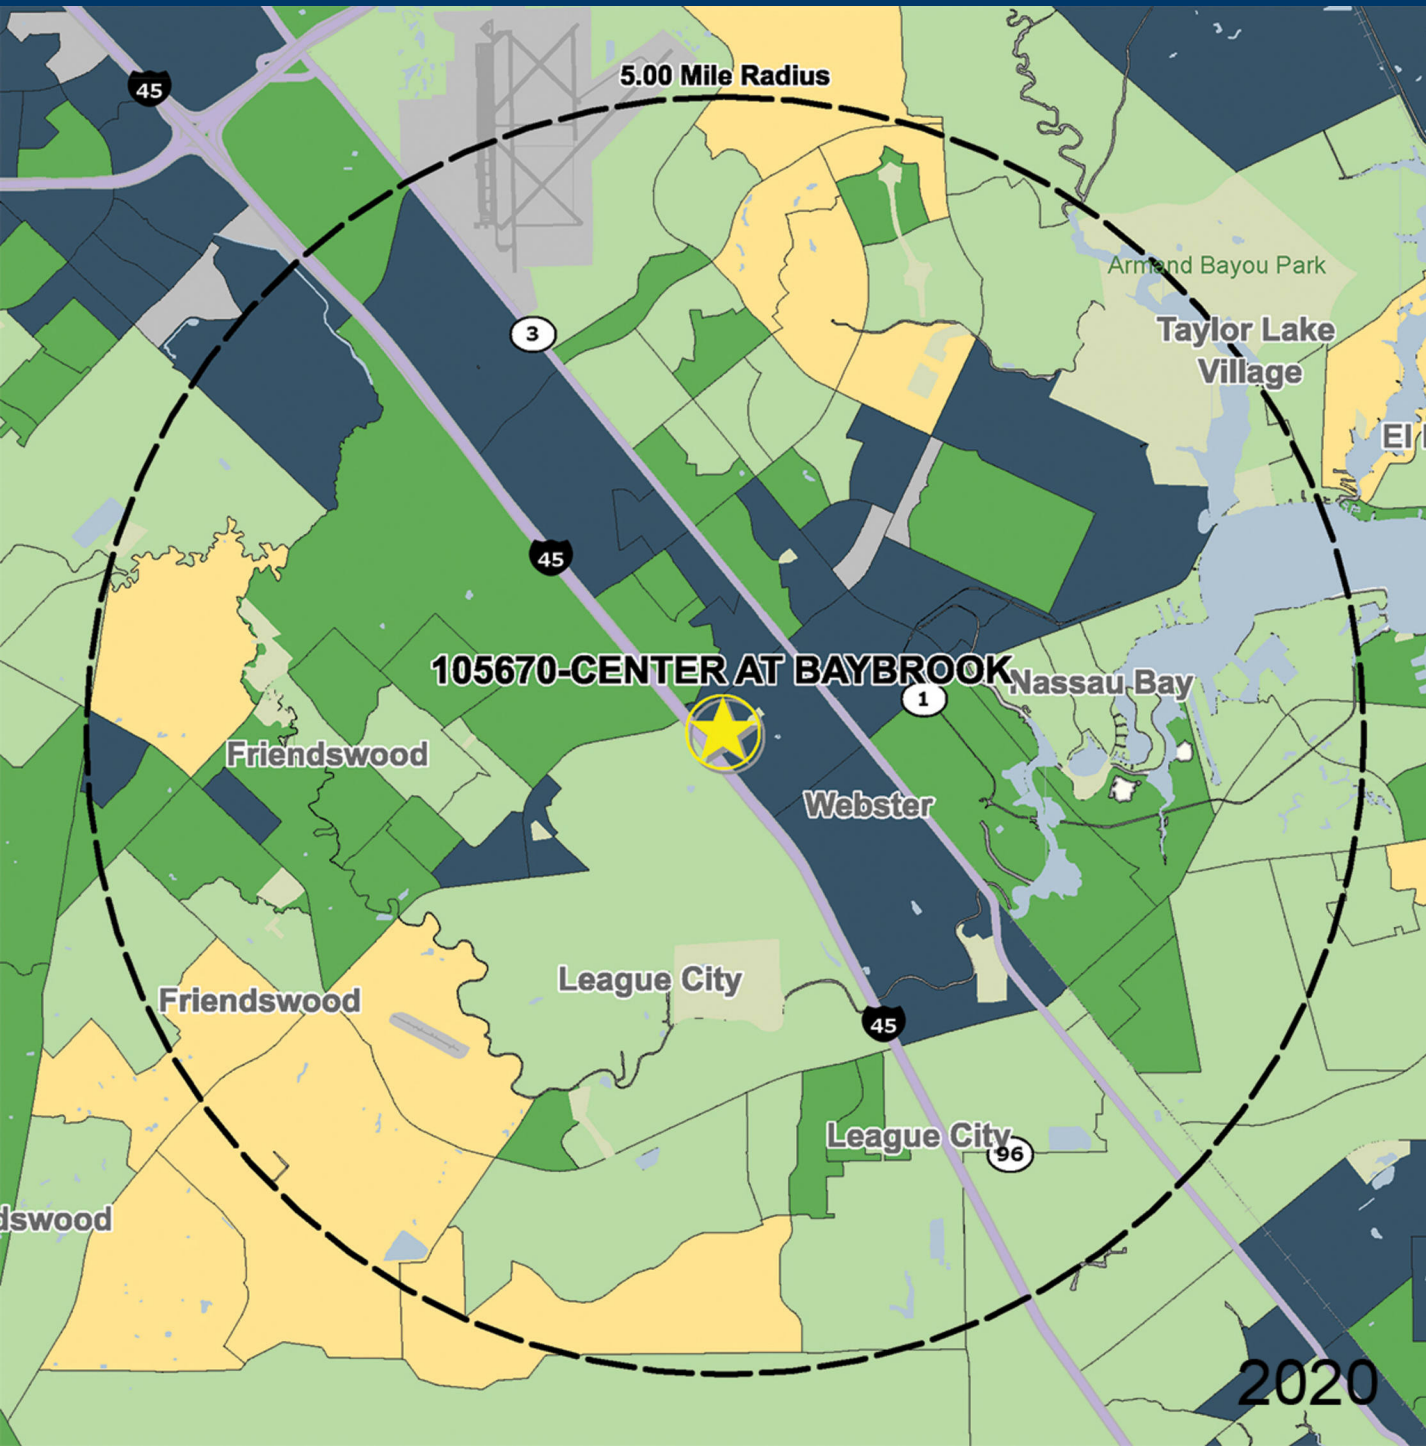 5.00 Mile Radius
45
Armand Bayou Park
3
Taylor Lake
Village
El
45
105670-CENTER AT BAYBROOK
Nassau Bay
1
Friendswood
Webster
League City
Friendswood
45
League City
96
dswood
2020